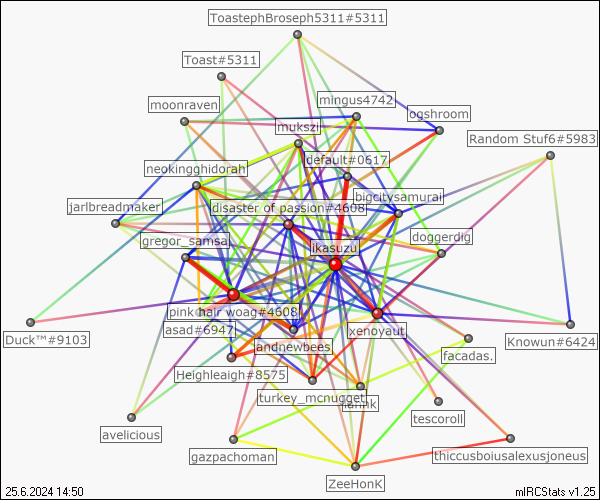 ToastephBroseph5311#5311
Toast#5311
mingus4742
moonraven
ogshroom
mukszi
Random Stuf6#5983
default#0617
neokingghidorah
bigcitysamurai
jarlbreadmaker
disaster of passion#4608
doggerdig
gregor_samsa
ikasuzu
pink hair woag#4608
asad#6947
xenoyaut
Duck™#9103
andnewbees
Knowun#6424
facadas.
Heighleaigh#8575
turkey_mcnugget
tescoroll
avelicious
gazpachoman
thiccusboiusalexusjoneus
ZeeHonK
25.6.2024 14:50
mIRCStats v1.25